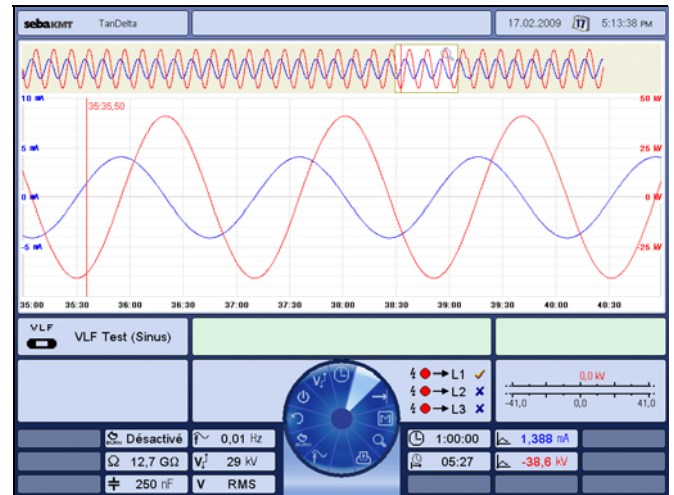 seba KMT TanDelta 17.02.2009 17 5:13:38 PM
10 mA 35:35,50 50 kV
5 mA 25 kV
0 mA 0 kV
-5 mA -25 kV
35:00 35:30 36:00 36:30 37:00 37:30 38:00 38:30 39:00 39:30 40:00 40:30
VLF
VLF Test (Sinus)
L1
L2
L3
0,0 kV
-41,0 0,0 41,0
V
M
BURN
BURN Désactivé 0,01 Hz 1:00:00 1,388 mA
Ω 12,7 GΩ V 29 kV 05:27 -38,6 kV
250 nF V RMS